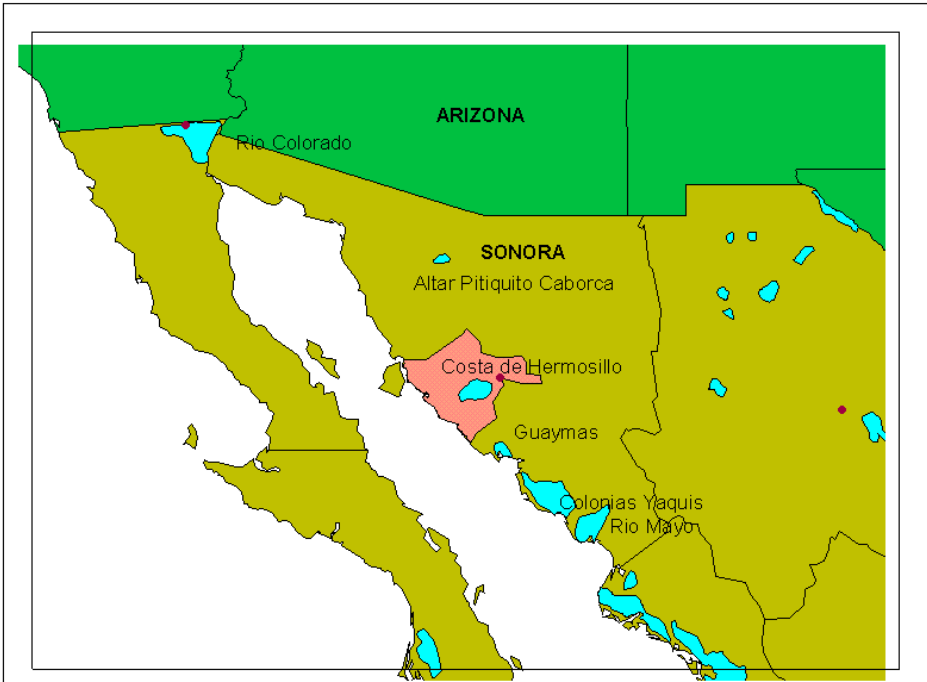 ARIZONA
Rio Colorado
SONORA
Altar Pitiquito Caborca
Costa de Hermosillo
Guaymas
Colonias Yaquis
Rio Mayo